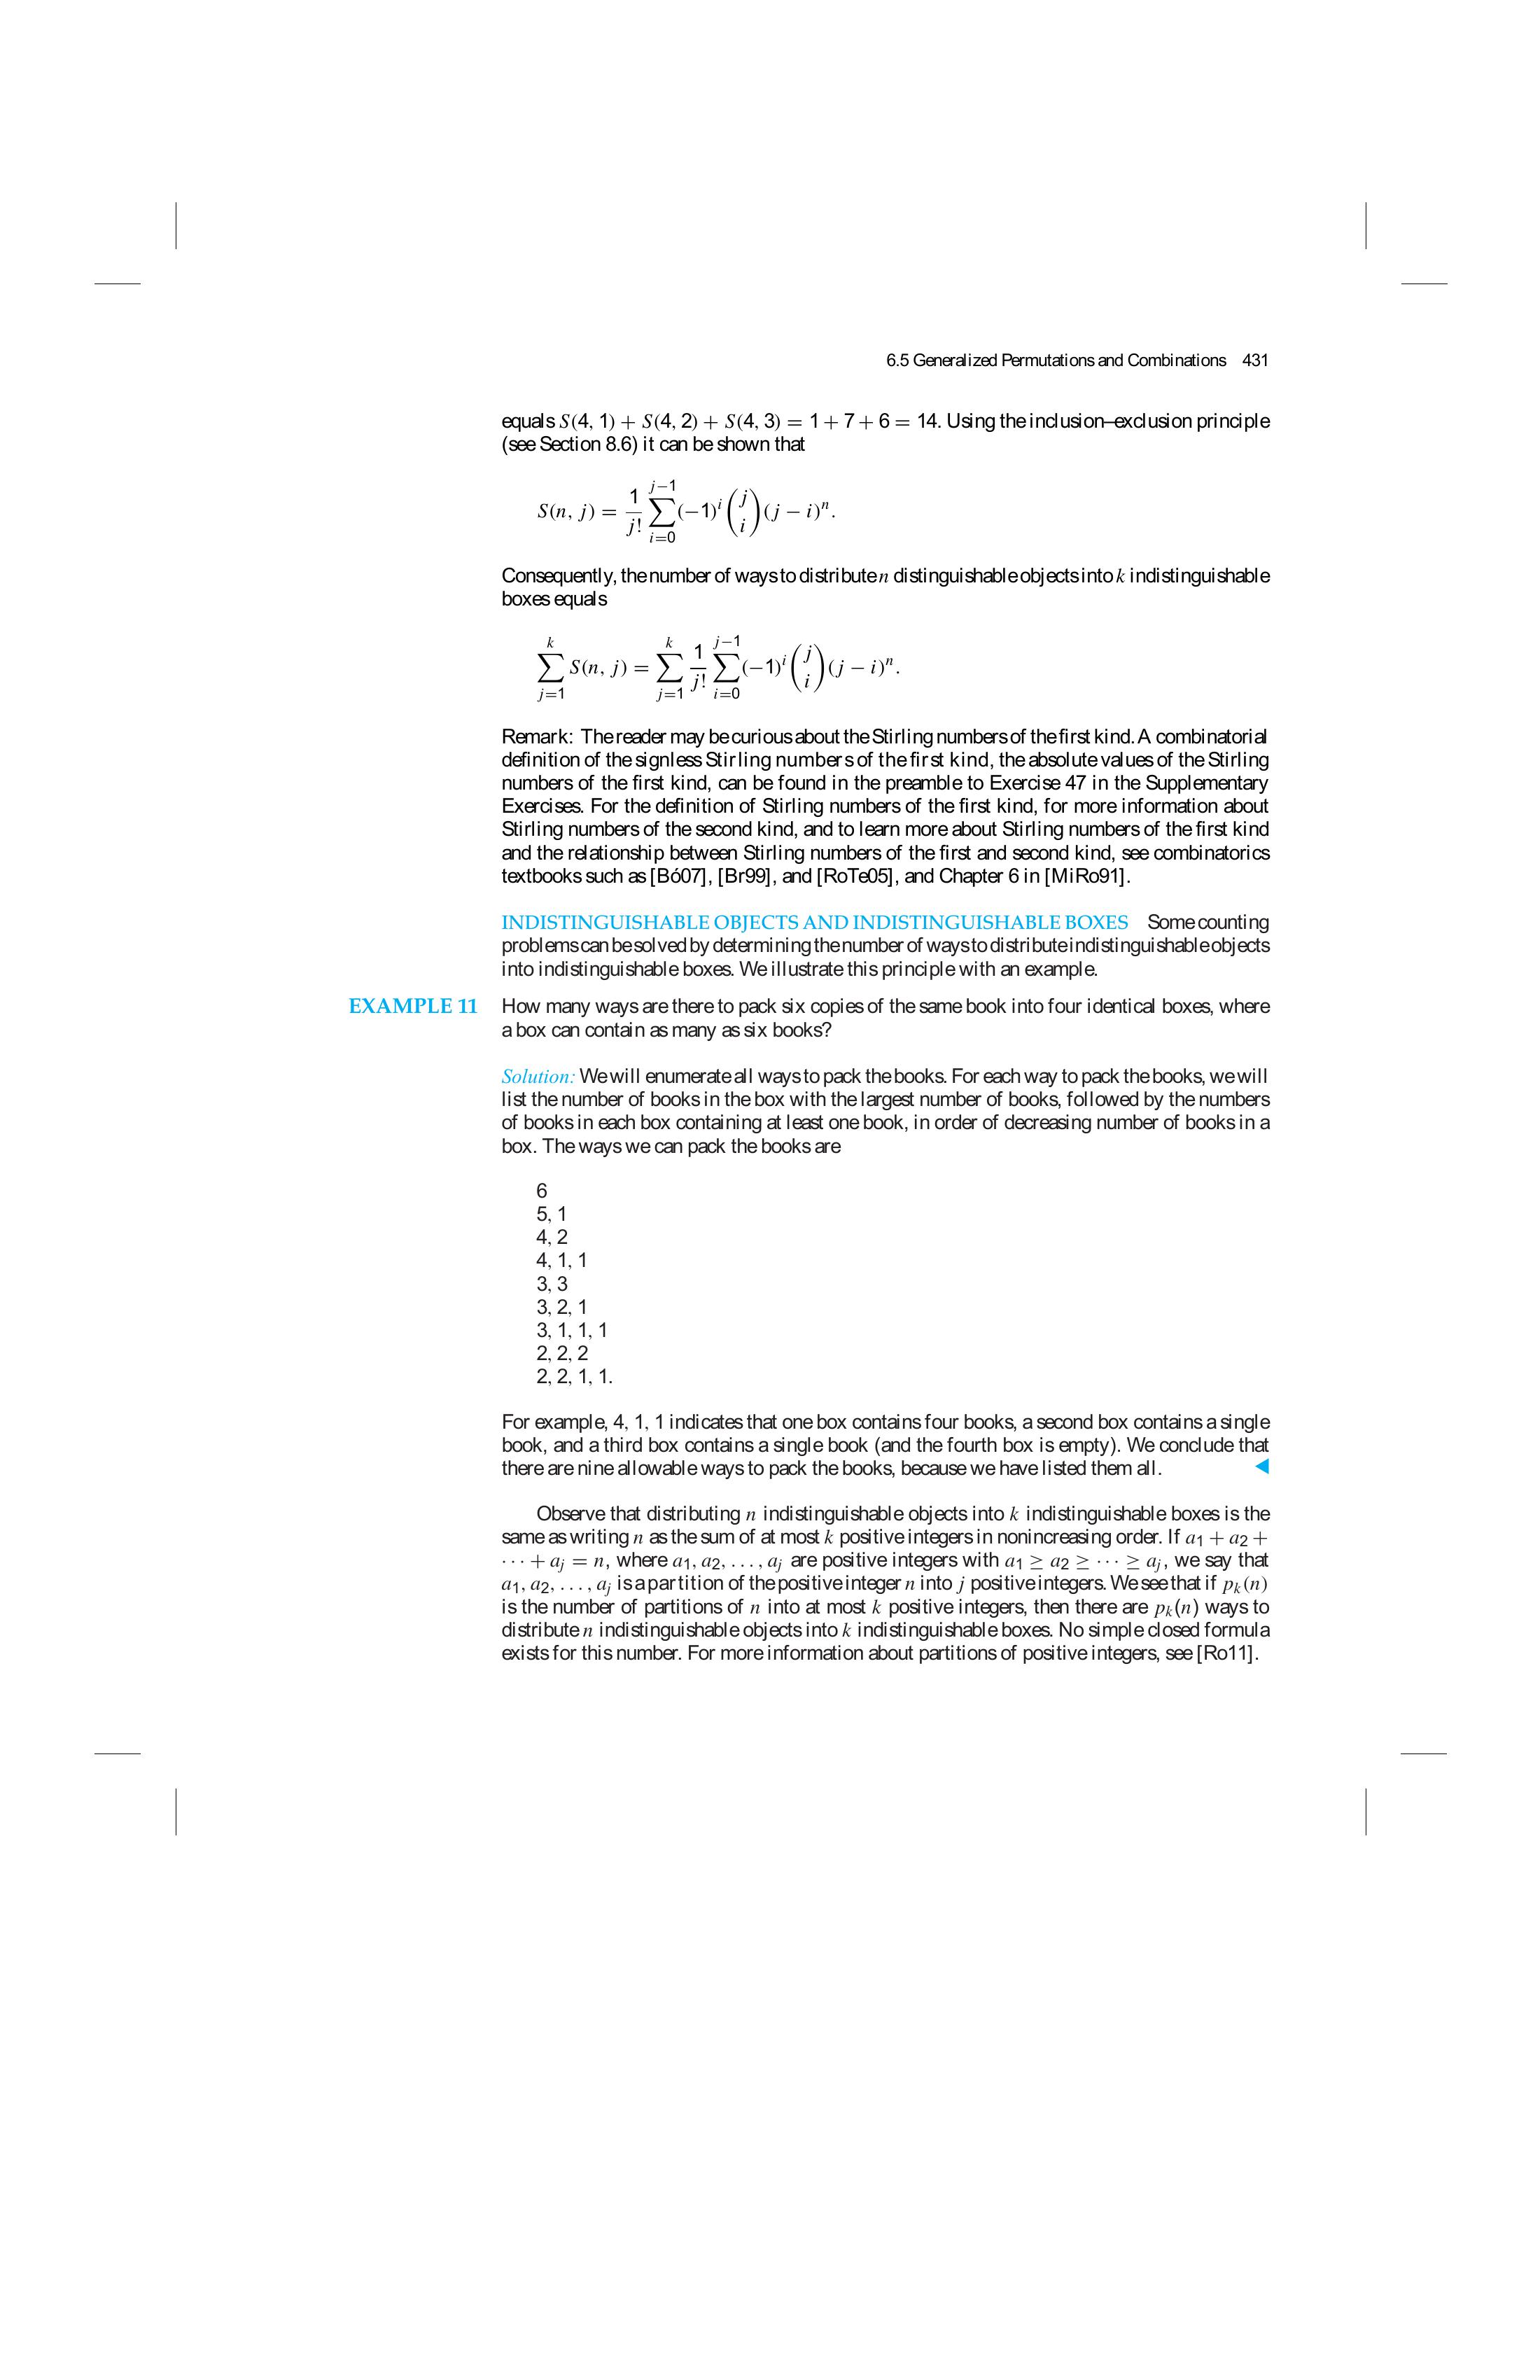 6.5 Generalized Permutations and Combinations 431
equals S(4, 1) + S(4, 2) + S(4, 3) = 1 + 7 + 6 = 14. Using the inclusion–exclusion principle
(see Section 8.6) it can be shown that
S(n, j) = \frac{1}{j!} \sum_{i=0}^{j−1} (−1)^i \binom{j}{i} (j − i)^n.
Consequently, the number of ways to distribute n distinguishable objects into k indistinguishable
boxes equals
\sum_{j=1}^{k} S(n, j) = \sum_{j=1}^{k} \frac{1}{j!} \sum_{i=0}^{j−1} (−1)^i \binom{j}{i} (j − i)^n.
Remark: The reader may be curious about the Stirling numbers of the first kind. A combinatorial
definition of the signless Stirling numbers of the first kind, the absolute values of the Stirling
numbers of the first kind, can be found in the preamble to Exercise 47 in the Supplementary
Exercises. For the definition of Stirling numbers of the first kind, for more information about
Stirling numbers of the second kind, and to learn more about Stirling numbers of the first kind
and the relationship between Stirling numbers of the first and second kind, see combinatorics
textbooks such as [Bó07], [Br99], and [RoTe05], and Chapter 6 in [MiRo91].
INDISTINGUISHABLE OBJECTS AND INDISTINGUISHABLE BOXES Some counting
problems can be solved by determining the number of ways to distribute indistinguishable objects
into indistinguishable boxes. We illustrate this principle with an example.
EXAMPLE 11 How many ways are there to pack six copies of the same book into four identical boxes, where
a box can contain as many as six books?
Solution: We will enumerate all ways to pack the books. For each way to pack the books, we will
list the number of books in the box with the largest number of books, followed by the numbers
of books in each box containing at least one book, in order of decreasing number of books in a
box. The ways we can pack the books are
6
5, 1
4, 2
4, 1, 1
3, 3
3, 2, 1
3, 1, 1, 1
2, 2, 2
2, 2, 1, 1.
For example, 4, 1, 1 indicates that one box contains four books, a second box contains a single
book, and a third box contains a single book (and the fourth box is empty). We conclude that
there are nine allowable ways to pack the books, because we have listed them all.
Observe that distributing n indistinguishable objects into k indistinguishable boxes is the
same as writing n as the sum of at most k positive integers in nonincreasing order. If a₁ + a₂ +
⋯ + aⱼ = n, where a₁, a₂, . . . , aⱼ are positive integers with a₁ ≥ a₂ ≥ ⋯ ≥ aⱼ, we say that
a₁, a₂, . . . , aⱼ is a partition of the positive integer n into j positive integers. We see that if pₖ(n)
is the number of partitions of n into at most k positive integers, then there are pₖ(n) ways to
distribute n indistinguishable objects into k indistinguishable boxes. No simple closed formula
exists for this number. For more information about partitions of positive integers, see [Ro11].